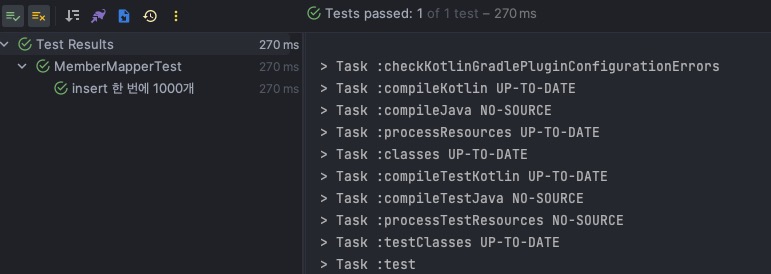 Tests passed: 1 of 1 test – 270 ms
Test Results 270 ms
MemberMapperTest 270 ms
insert 한 번에 1000개 270 ms
> Task :checkKotlinGradlePluginConfigurationErrors
> Task :compileKotlin UP-TO-DATE
> Task :compileJava NO-SOURCE
> Task :processResources UP-TO-DATE
> Task :classes UP-TO-DATE
> Task :compileTestKotlin UP-TO-DATE
> Task :compileTestJava NO-SOURCE
> Task :processTestResources NO-SOURCE
> Task :testClasses UP-TO-DATE
> Task :test